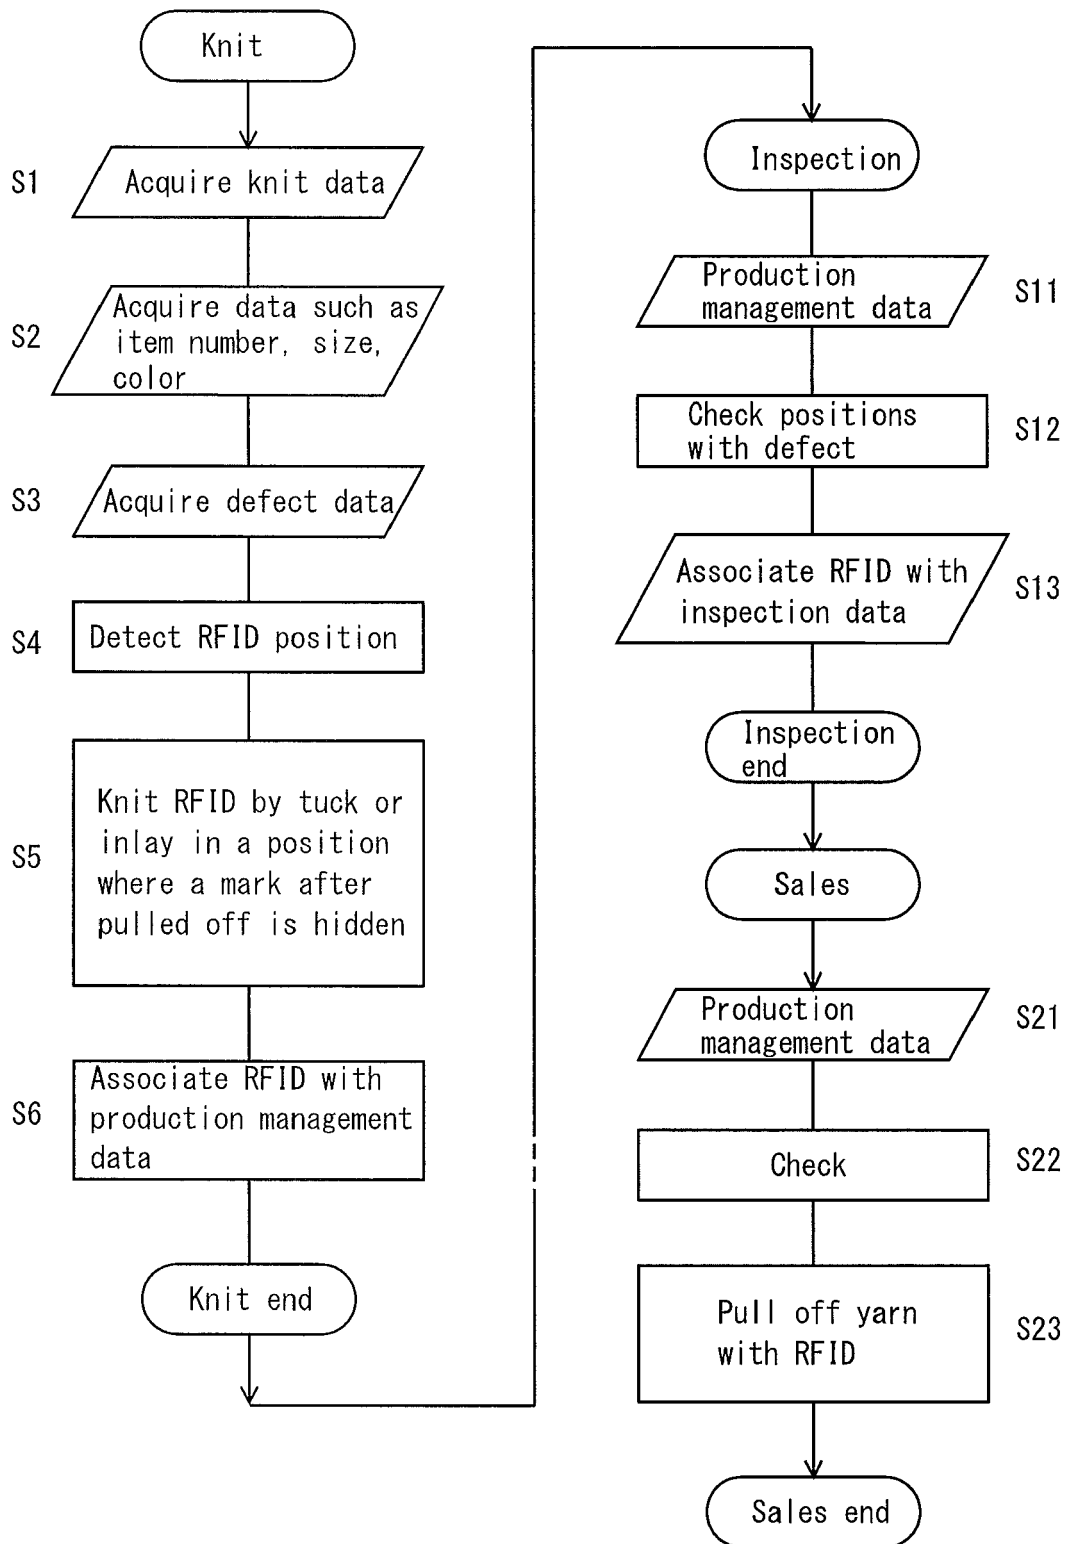 Knit
S1
Acquire knit data
S2
Acquire data such as
item number, size,
color
S3
Acquire defect data
S4
Detect RFID position
S5
Knit RFID by tuck or
inlay in a position
where a mark after
pulled off is hidden
S6
Associate RFID with
production management
data
Knit end
Inspection
Production
management data
S11
Check positions
with defect
S12
Associate RFID with
inspection data
S13
Inspection
end
Sales
Production
management data
S21
Check
S22
Pull off yarn
with RFID
S23
Sales end